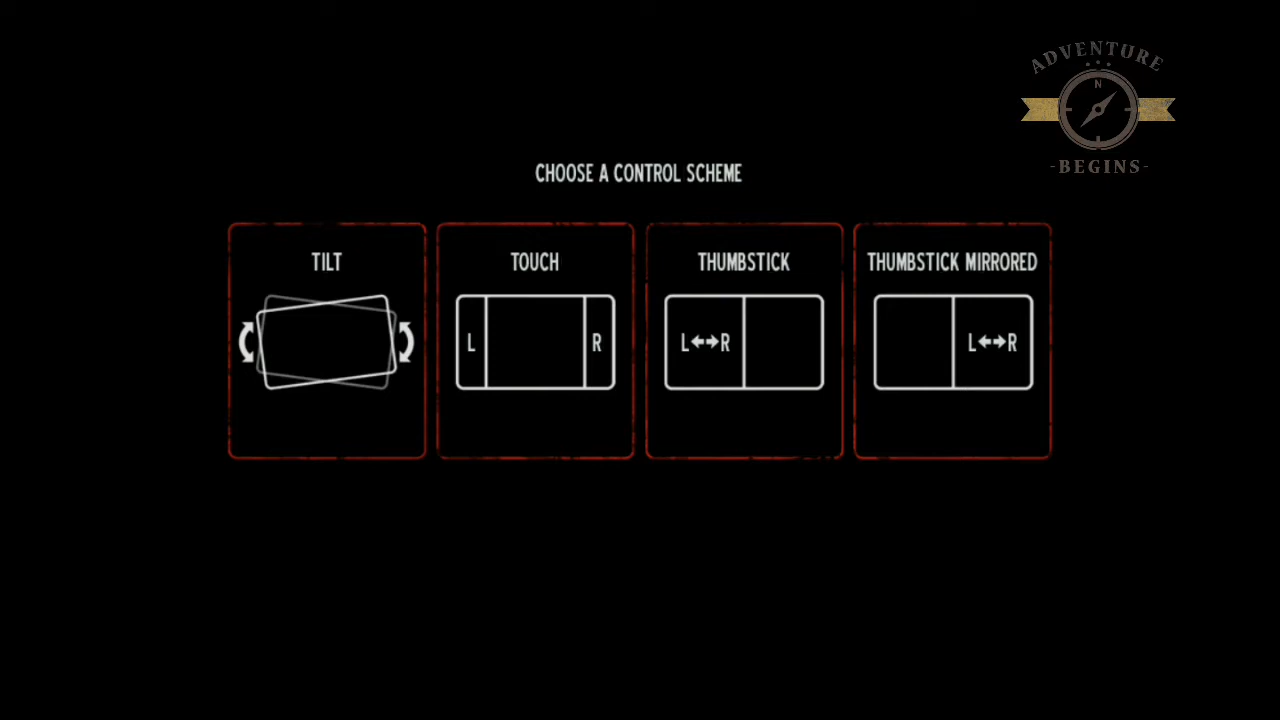 ADVENTURE
N
-BEGINS-
CHOOSE A CONTROL SCHEME
TILT
TOUCH
THUMBSTICK
THUMBSTICK MIRRORED
L
R
L R
L R